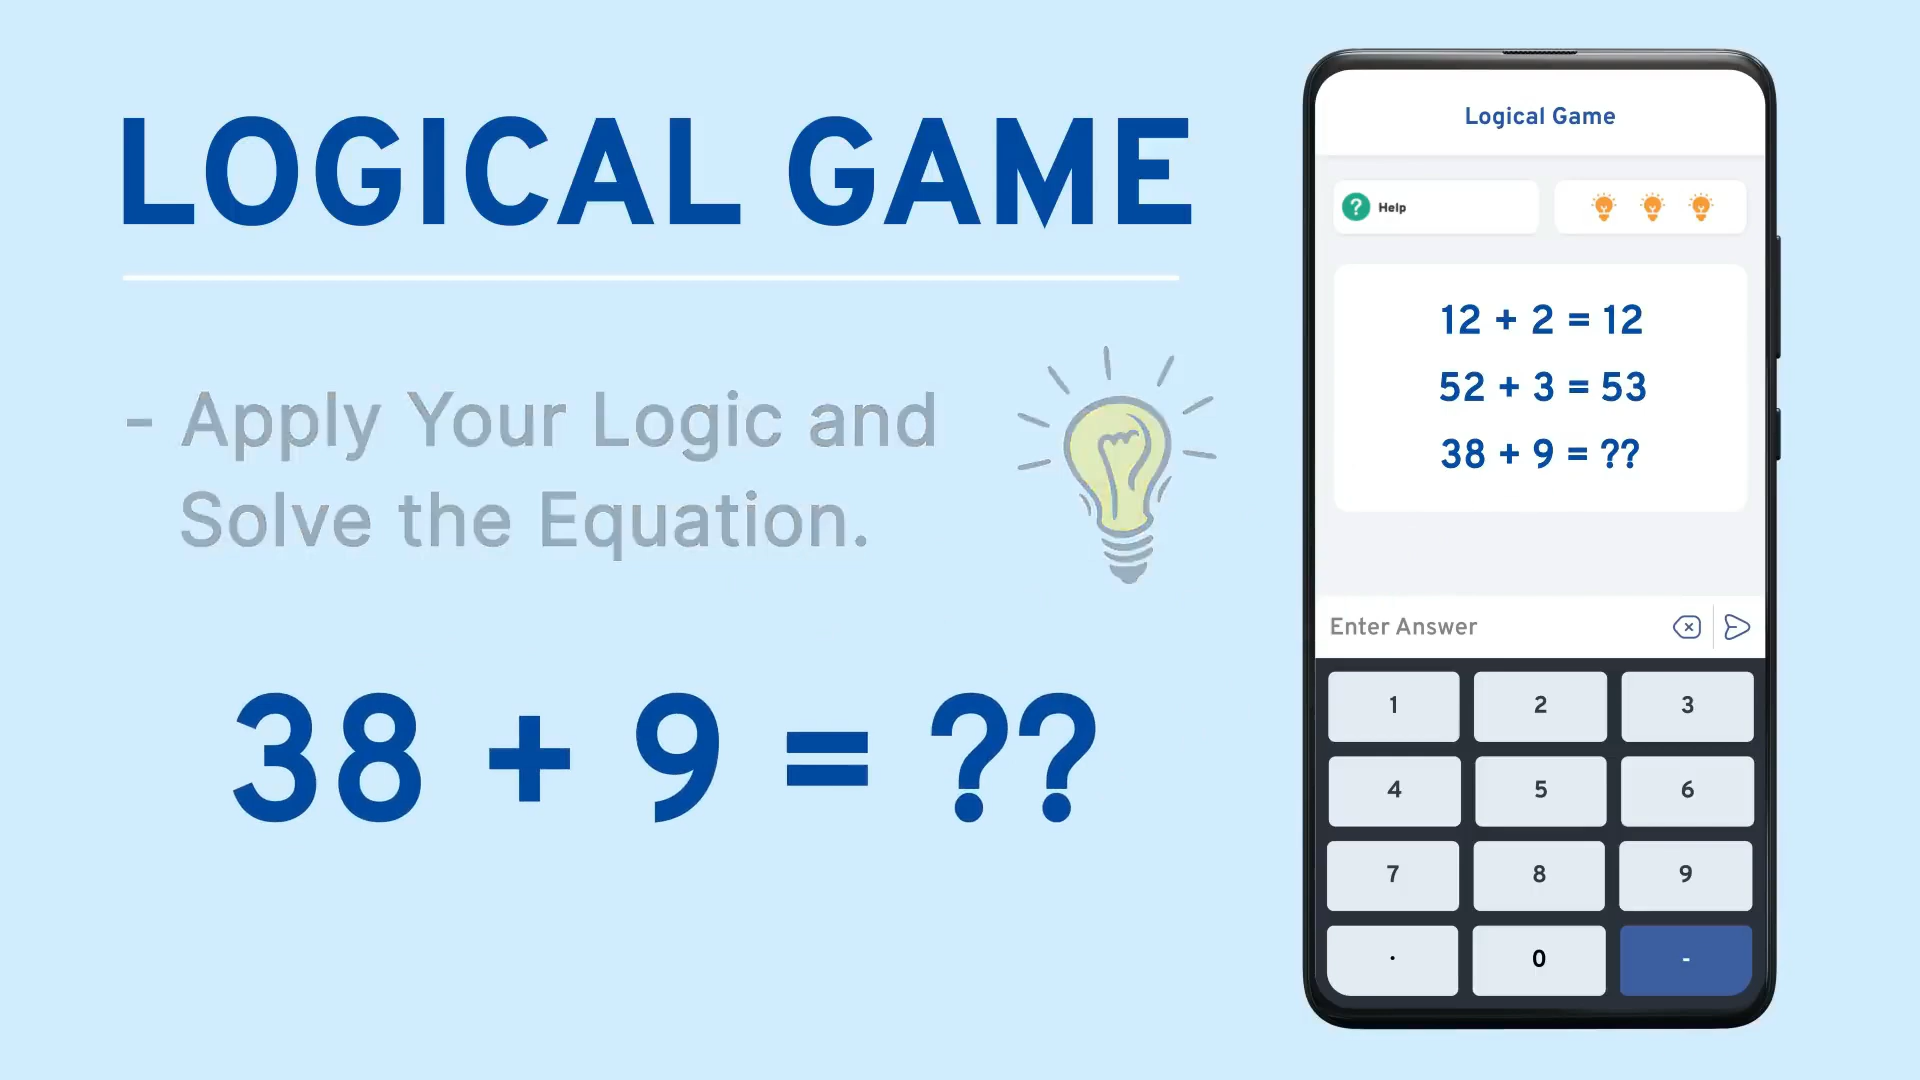 LOGICAL GAME
- Apply Your Logic and
Solve the Equation.
38 + 9 = ??
Logical Game
? Help
12 + 2 = 12
52 + 3 = 53
38 + 9 = ??
Enter Answer
1 2 3
4 5 6
7 8 9
· 0 -